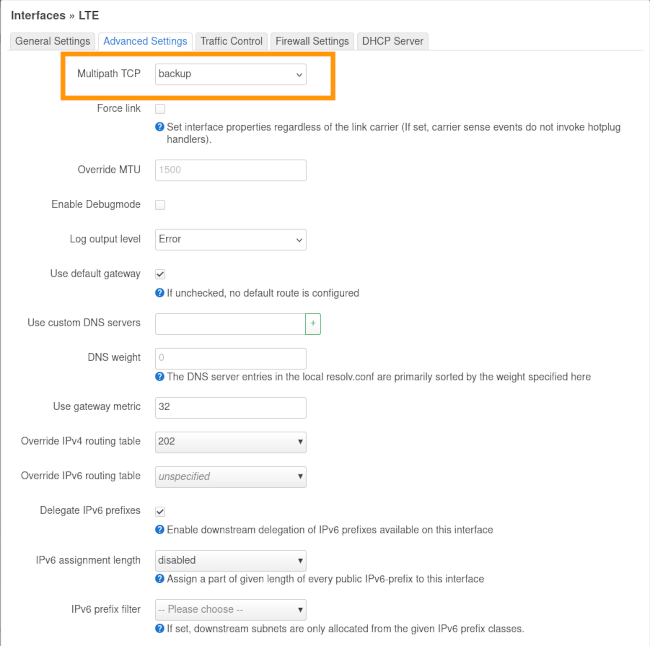 Interfaces » LTE
General Settings Advanced Settings Traffic Control Firewall Settings DHCP Server
Multipath TCP backup
Force link
Set interface properties regardless of the link carrier (If set, carrier sense events do not invoke hotplug
handlers).
Override MTU 1500
Enable Debugmode
Log output level Error
Use default gateway
If unchecked, no default route is configured
Use custom DNS servers +
DNS weight 0
The DNS server entries in the local resolv.conf are primarily sorted by the weight specified here
Use gateway metric 32
Override IPv4 routing table 202
Override IPv6 routing table unspecified
Delegate IPv6 prefixes
Enable downstream delegation of IPv6 prefixes available on this interface
IPv6 assignment length disabled
Assign a part of given length of every public IPv6-prefix to this interface
IPv6 prefix filter -- Please choose --
If set, downstream subnets are only allocated from the given IPv6 prefix classes.